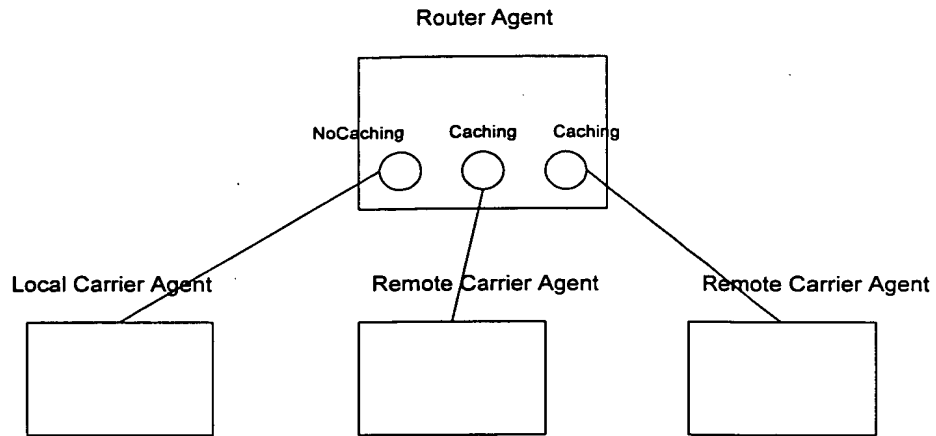 Router Agent
NoCaching Caching Caching
Local Carrier Agent Remote Carrier Agent Remote Carrier Agent